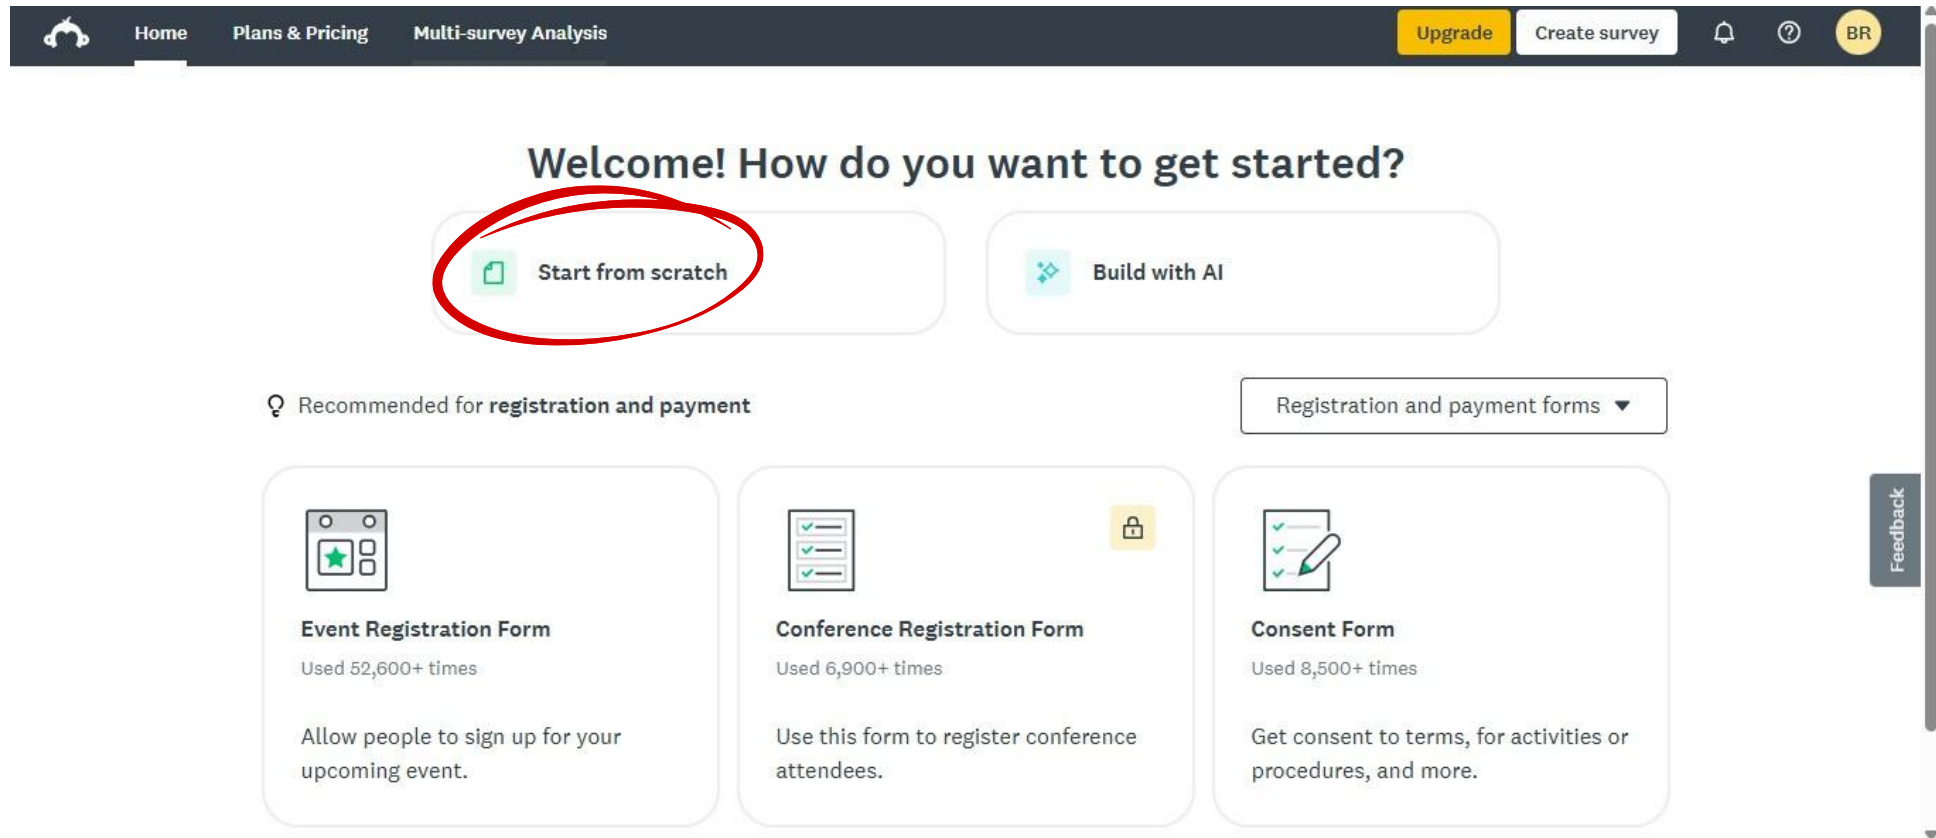 Home Plans & Pricing Multi-survey Analysis Upgrade Create survey BR
Welcome! How do you want to get started?
Start from scratch Build with AI
Recommended for registration and payment Registration and payment forms
Feedback
Event Registration Form
Used 52,600+ times
Allow people to sign up for your
upcoming event.
Conference Registration Form
Used 6,900+ times
Use this form to register conference
attendees.
Consent Form
Used 8,500+ times
Get consent to terms, for activities or
procedures, and more.